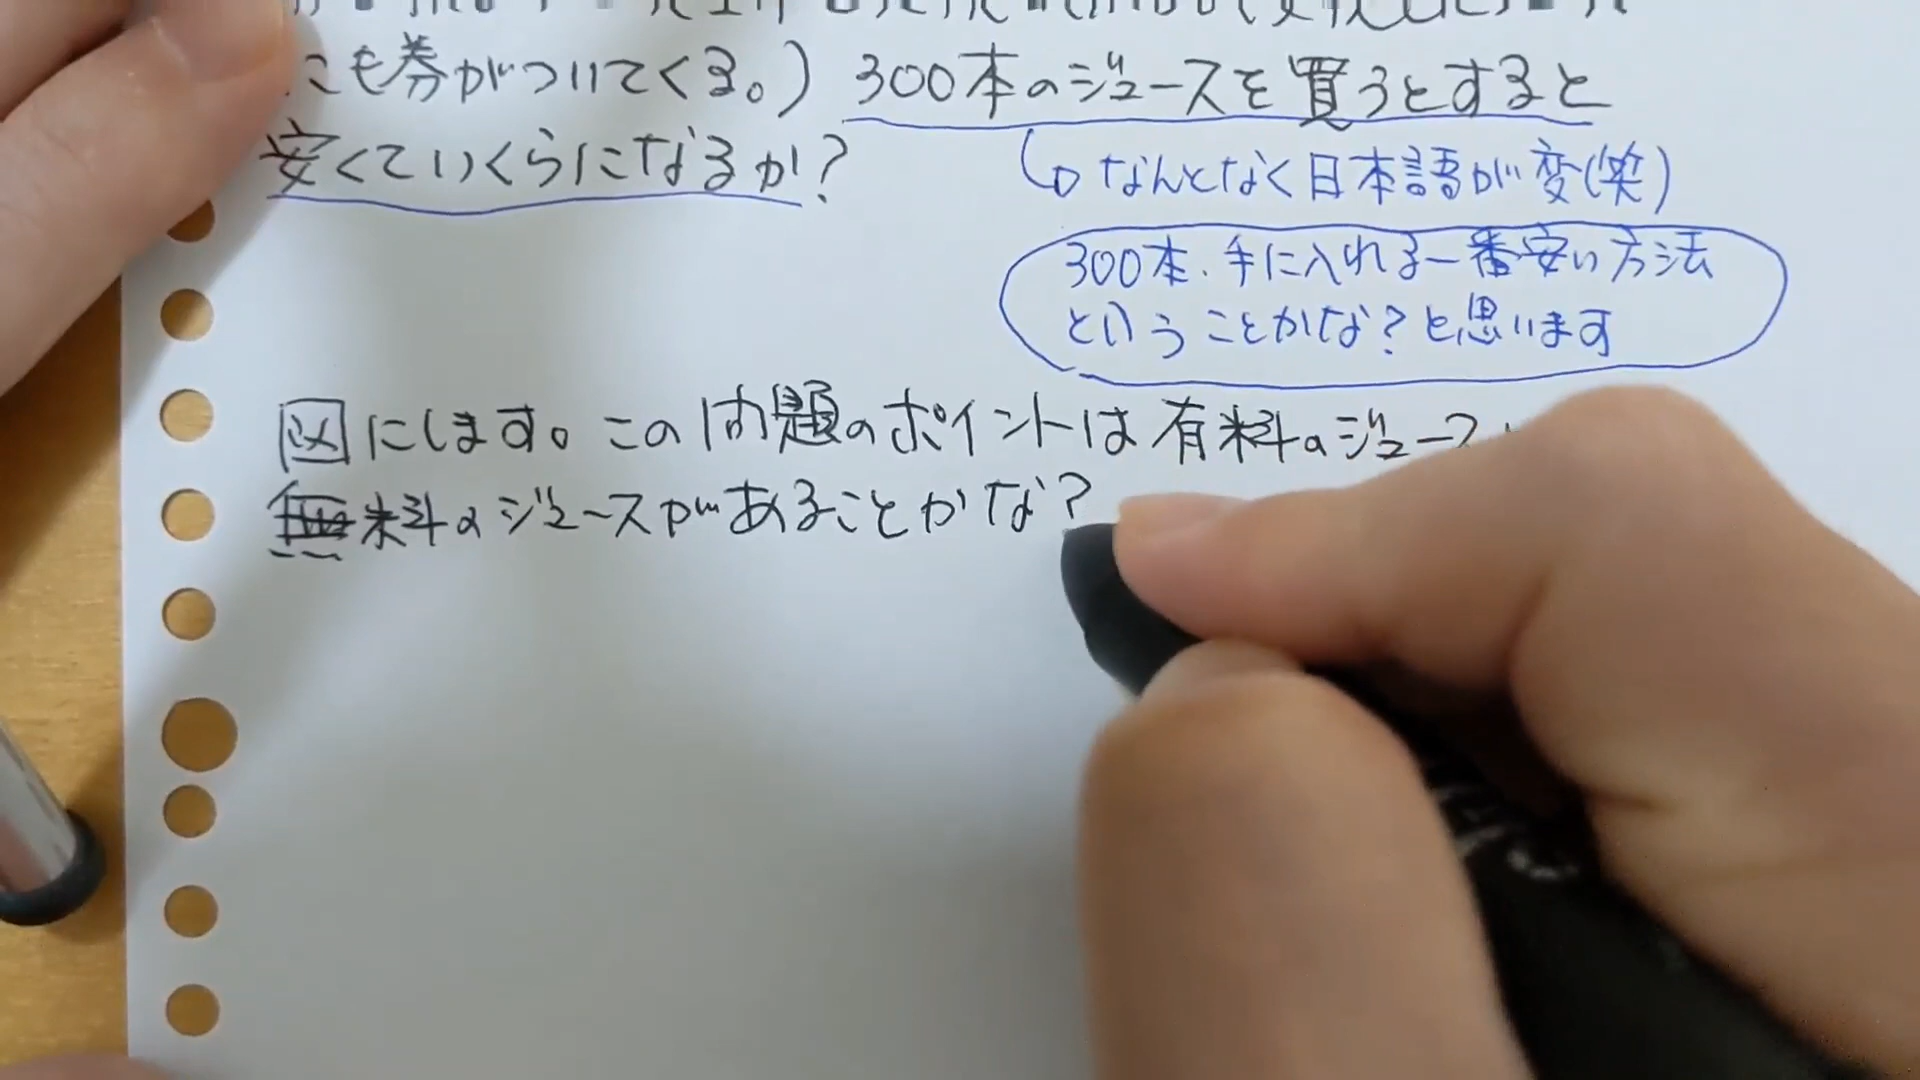 にも券がついてくる。) 300本のジュースを買うとすると
安くていくらになるか?
↳なんとなく日本語が変(笑)
300本、手に入れる一番安い方法
ということかな?と思います
図にします。この問題のポイントは有料のジュース
無料のジュースがあることかな?